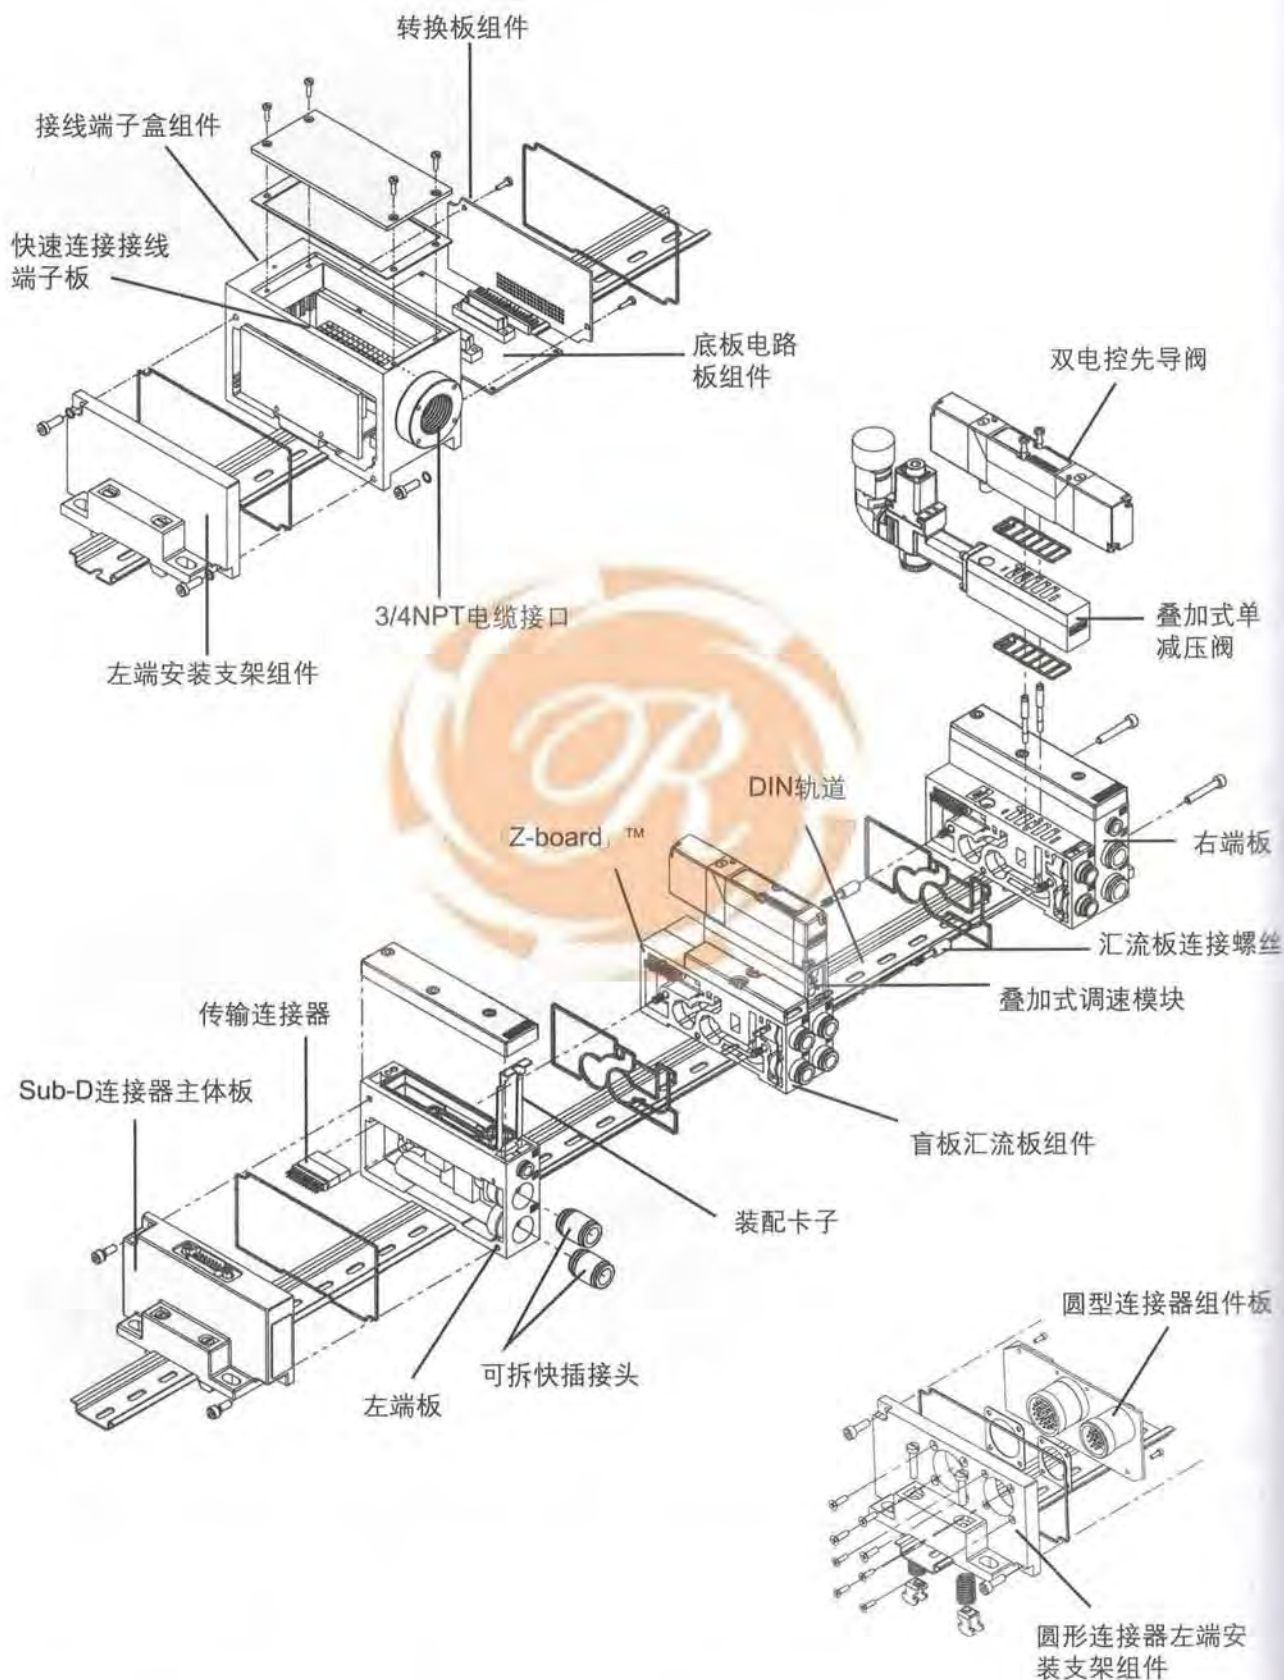 转换板组件
接线端子盒组件
快速连接接线
端子板
底板电路
板组件
双电控先导阀
3/4NPT电缆接口
叠加式单
减压阀
左端安装支架组件
DIN轨道
Z-board ™
右端板
汇流板连接螺丝
叠加式调速模块
传输连接器
Sub-D连接器主体板
盲板汇流板组件
装配卡子
圆型连接器组件板
可拆快插接头
左端板
圆形连接器左端安
装支架组件
R